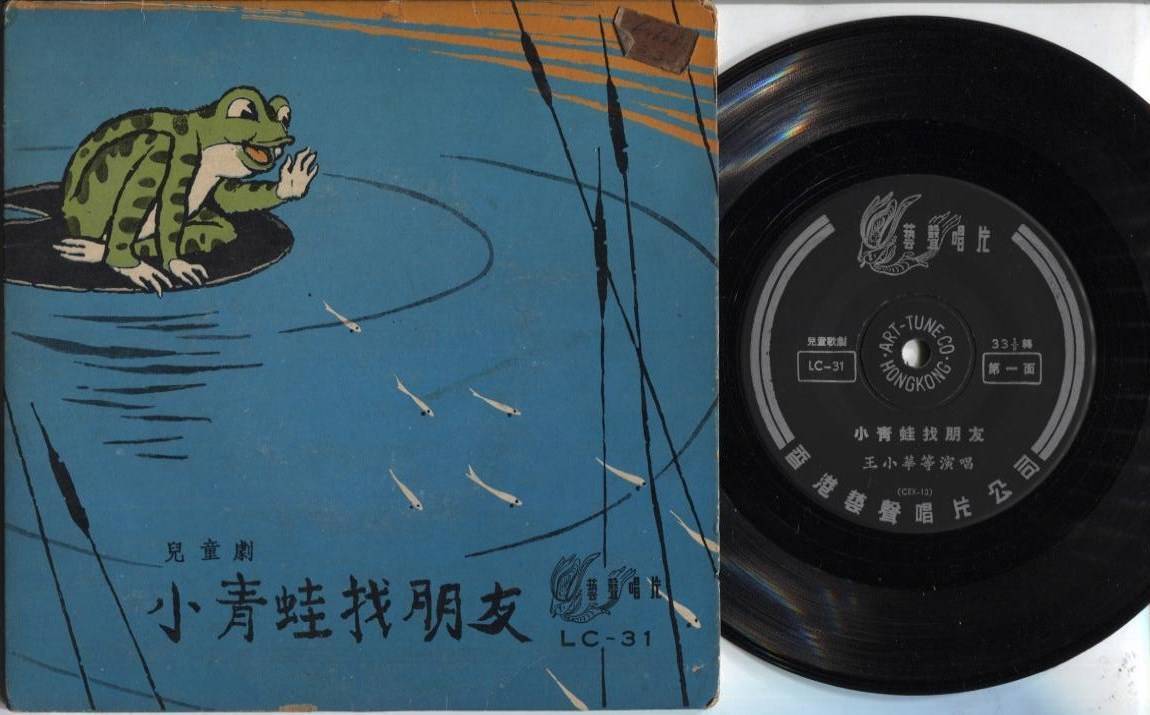 兒童劇
小青蛙找朋友
藝聲唱片
LC-31
藝聲唱片
兒童歌劇
LC-31
·ART-TUNE CO·
HONGKONG
33⅓轉
第一面
小青蛙找朋友
王小華等演唱
(CEX-13)
香港藝聲唱片公司